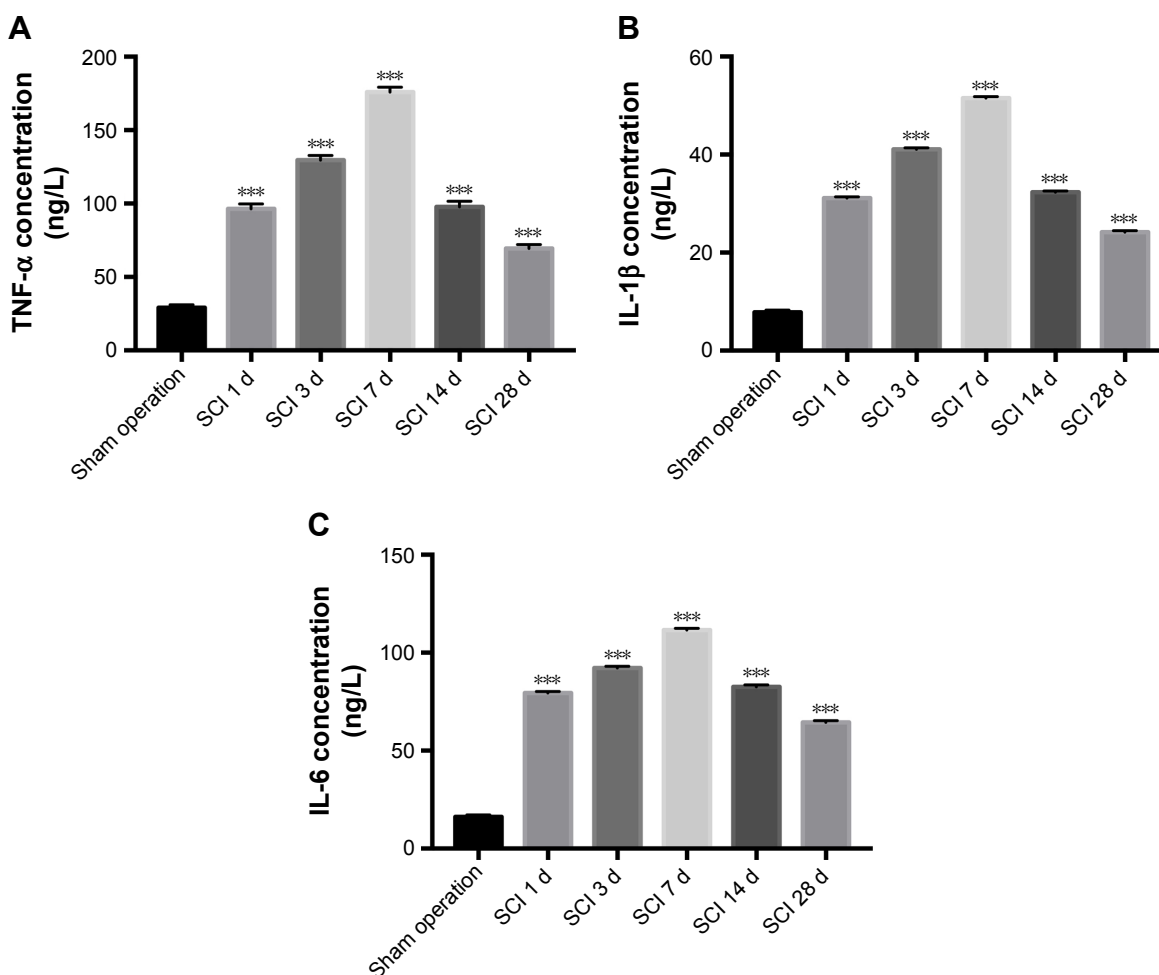 A
TNF-α concentration
(ng/L)
200
150
100
50
0
***
***
***
***
***
Sham operation
SCI 1 d
SCI 3 d
SCI 7 d
SCI 14 d
SCI 28 d
B
IL-1β concentration
(ng/L)
60
40
20
0
***
***
***
***
***
Sham operation
SCI 1 d
SCI 3 d
SCI 7 d
SCI 14 d
SCI 28 d
C
IL-6 concentration
(ng/L)
150
100
50
0
***
***
***
***
***
Sham operation
SCI 1 d
SCI 3 d
SCI 7 d
SCI 14 d
SCI 28 d